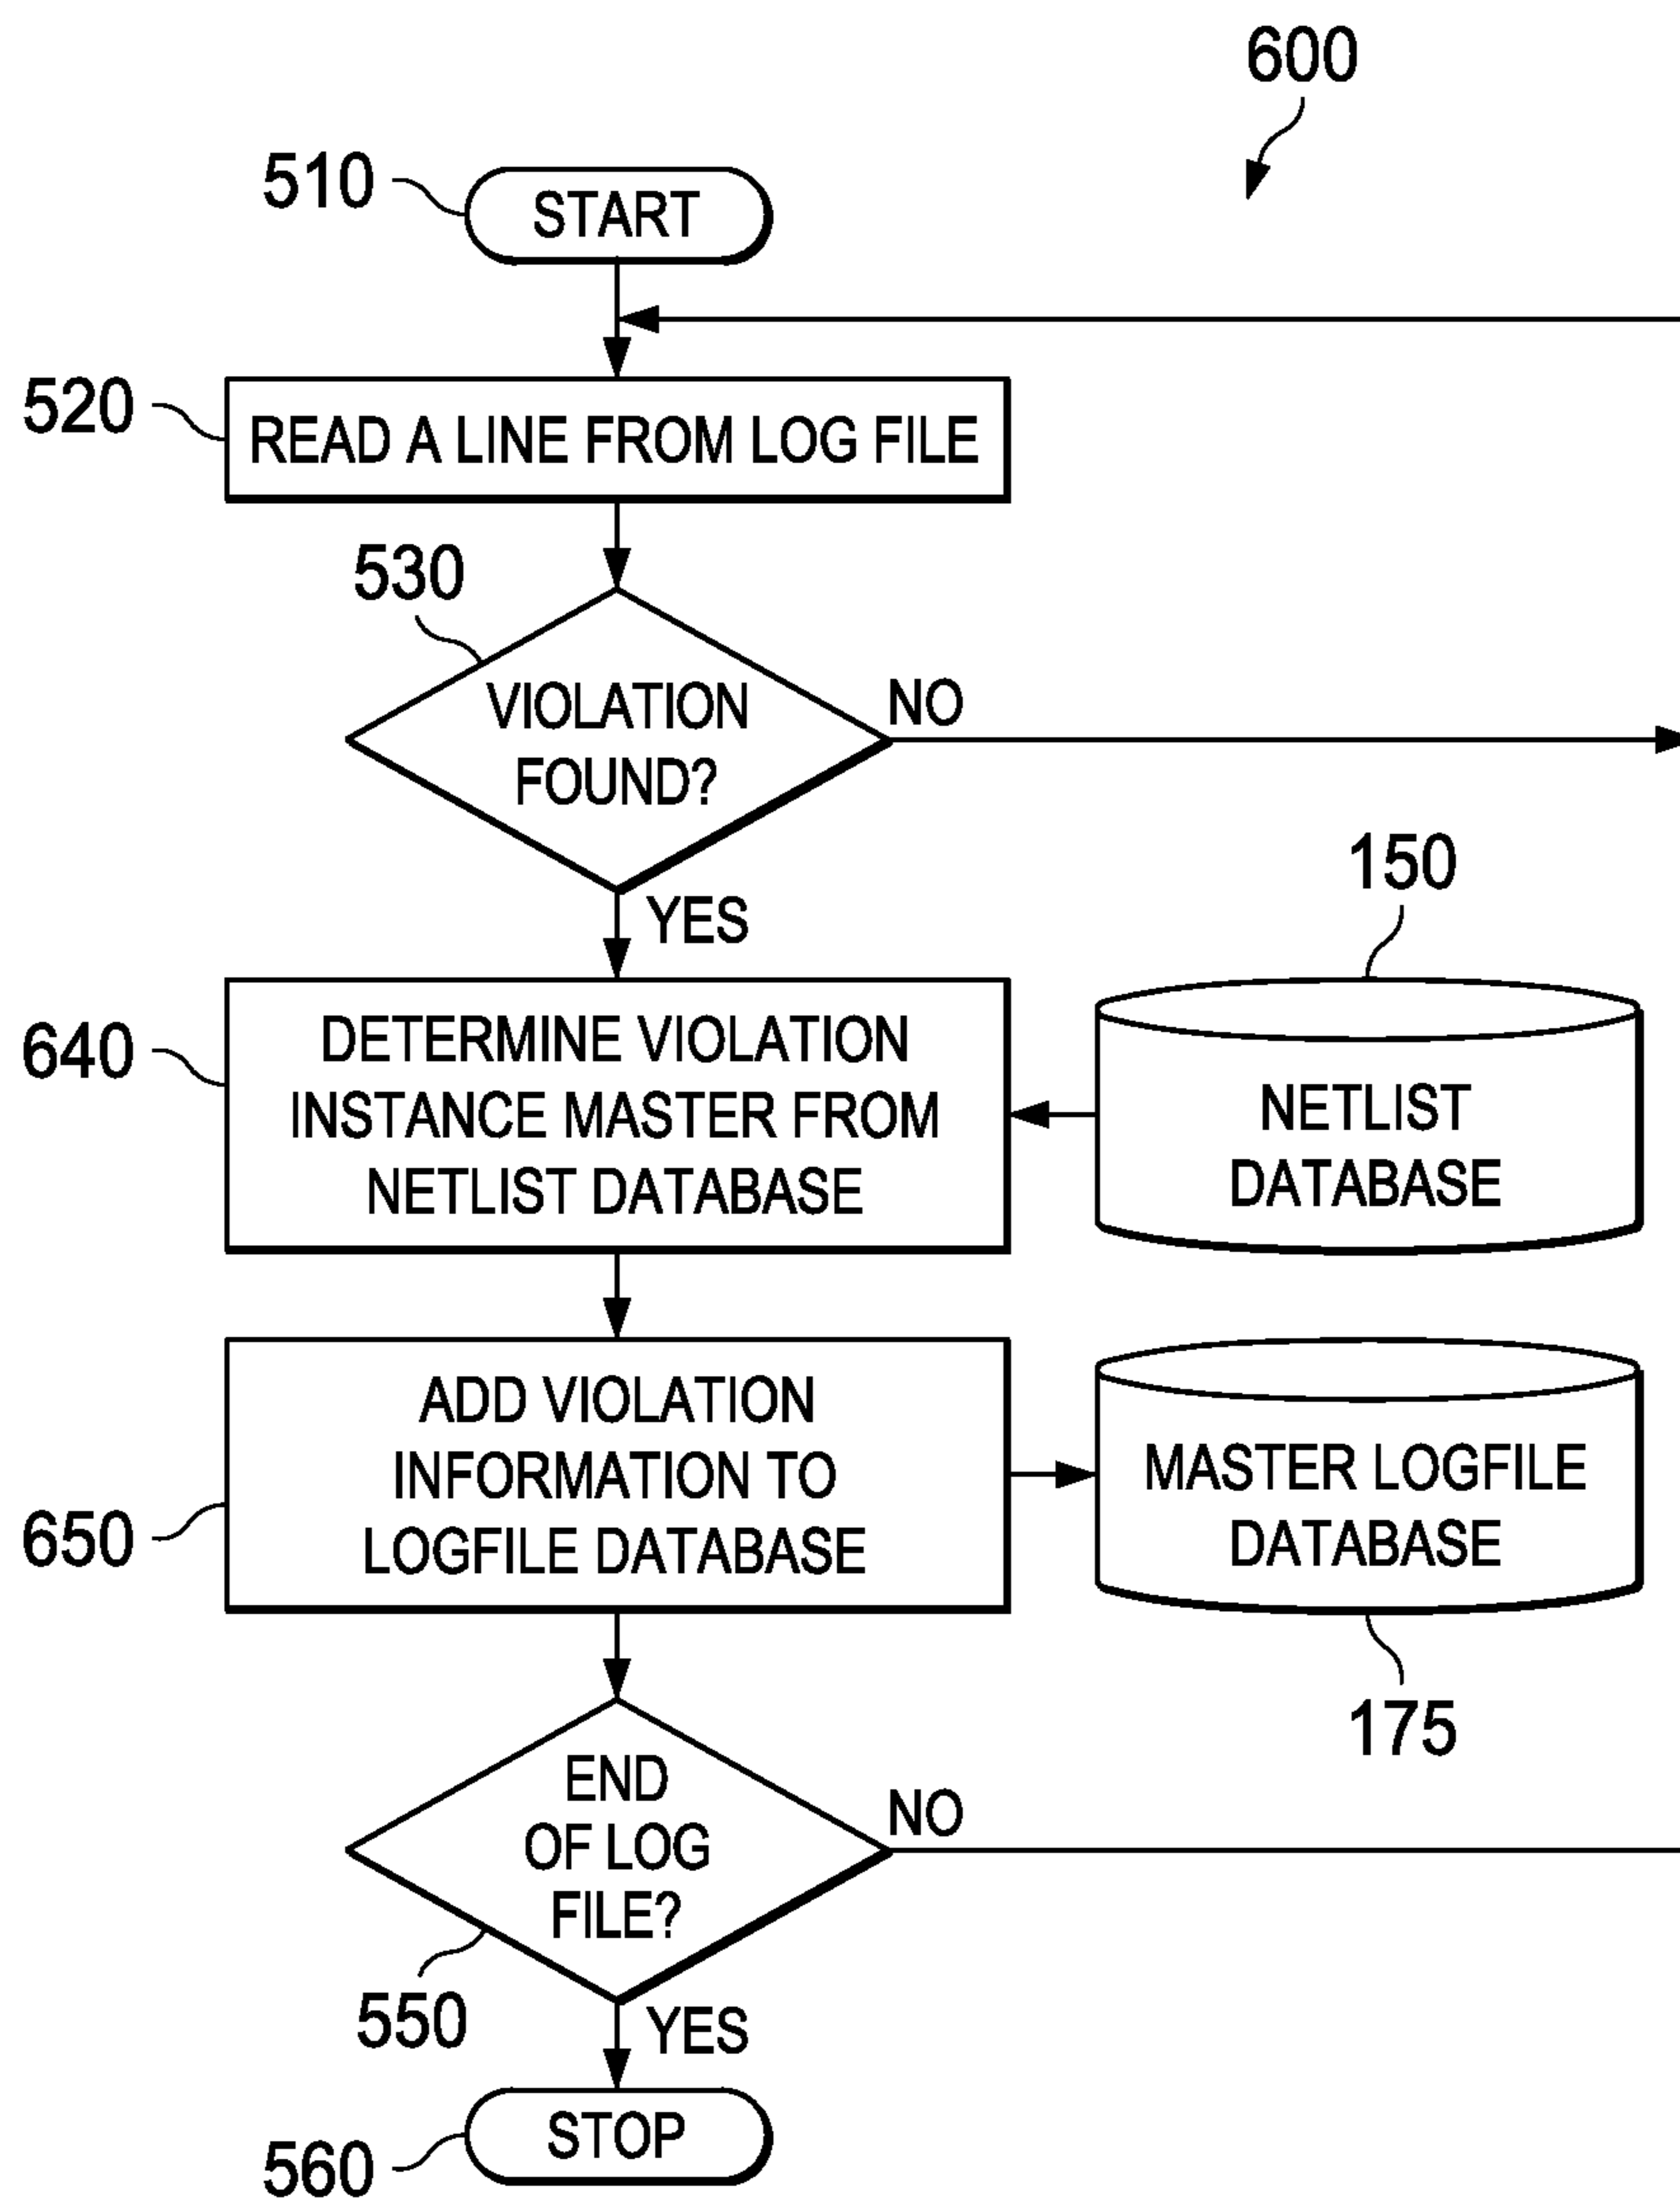 600
510
START
520
READ A LINE FROM LOG FILE
530
VIOLATION
FOUND?
NO
YES
150
640
DETERMINE VIOLATION
INSTANCE MASTER FROM
NETLIST DATABASE
NETLIST
DATABASE
650
ADD VIOLATION
INFORMATION TO
LOGFILE DATABASE
MASTER LOGFILE
DATABASE
175
END
OF LOG
FILE?
NO
550
YES
560
STOP